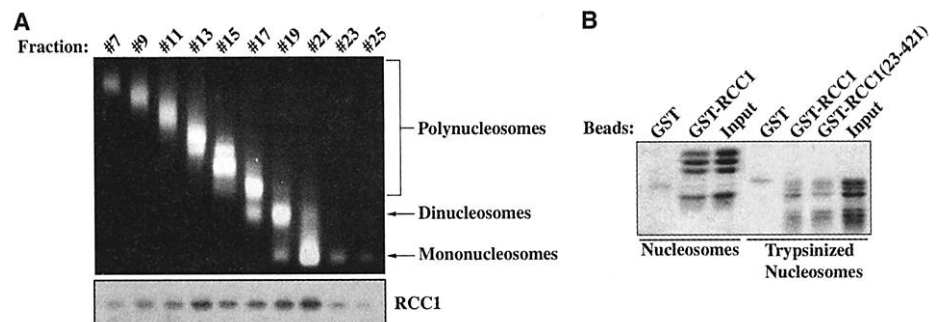 A
Fraction: #7 #9 #11 #13 #15 #17 #19 #21 #23 #25
Polynucleosomes
Dinucleosomes
Mononucleosomes
RCC1
B
Beads: GST GST-RCC1 Input GST GST-RCC1 GST-RCC1(23-421) Input
Nucleosomes
Trypsinized
Nucleosomes